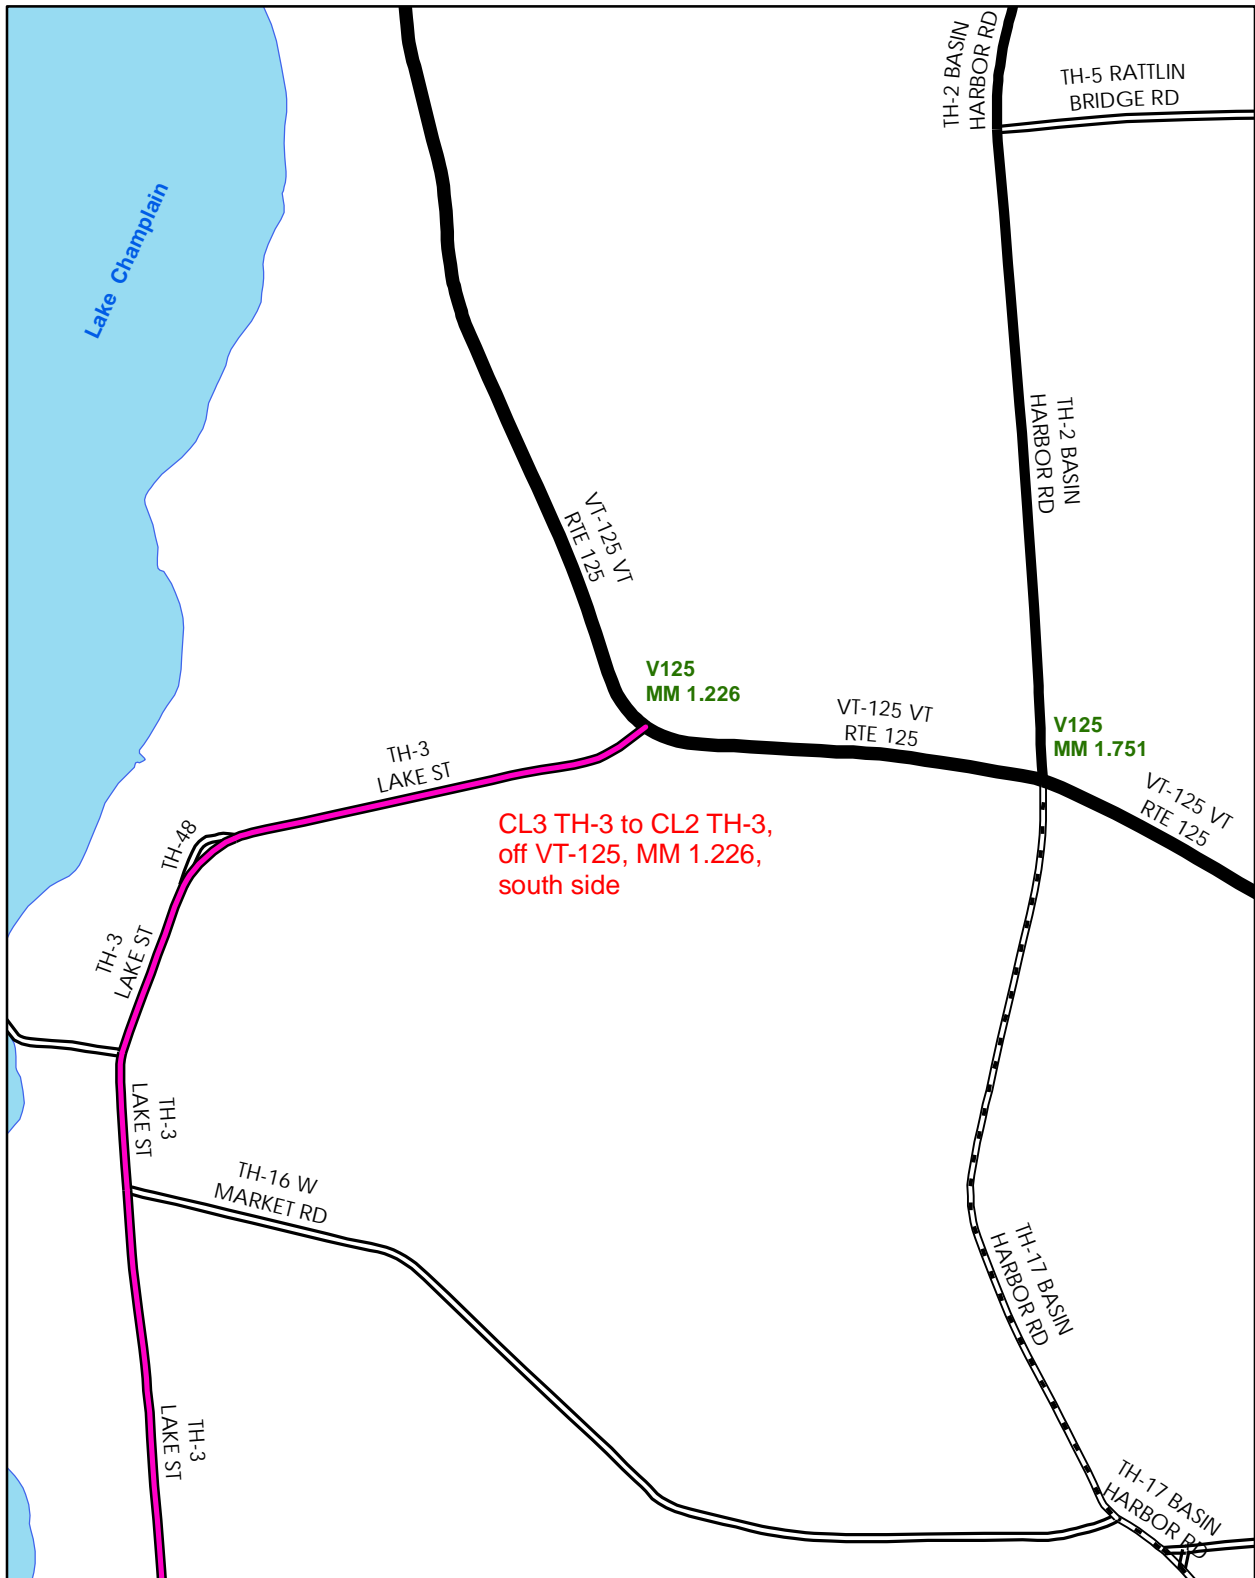 TH-2 BASIN
HARBOR RD
TH-5 RATTLIN
BRIDGE RD
Lake Champlain
TH-2 BASIN
HARBOR RD
VT-125 VT
RTE 125
V125
MM 1.226
VT-125 VT
RTE 125
V125
MM 1.751
VT-125 VT
RTE 125
TH-3
LAKE ST
CL3 TH-3 to CL2 TH-3,
off VT-125, MM 1.226,
south side
TH-48
TH-3
LAKE ST
TH-3
LAKE ST
TH-16 W
MARKET RD
TH-17 BASIN
HARBOR RD
TH-3
LAKE ST
TH-17 BASIN
HARBOR RD